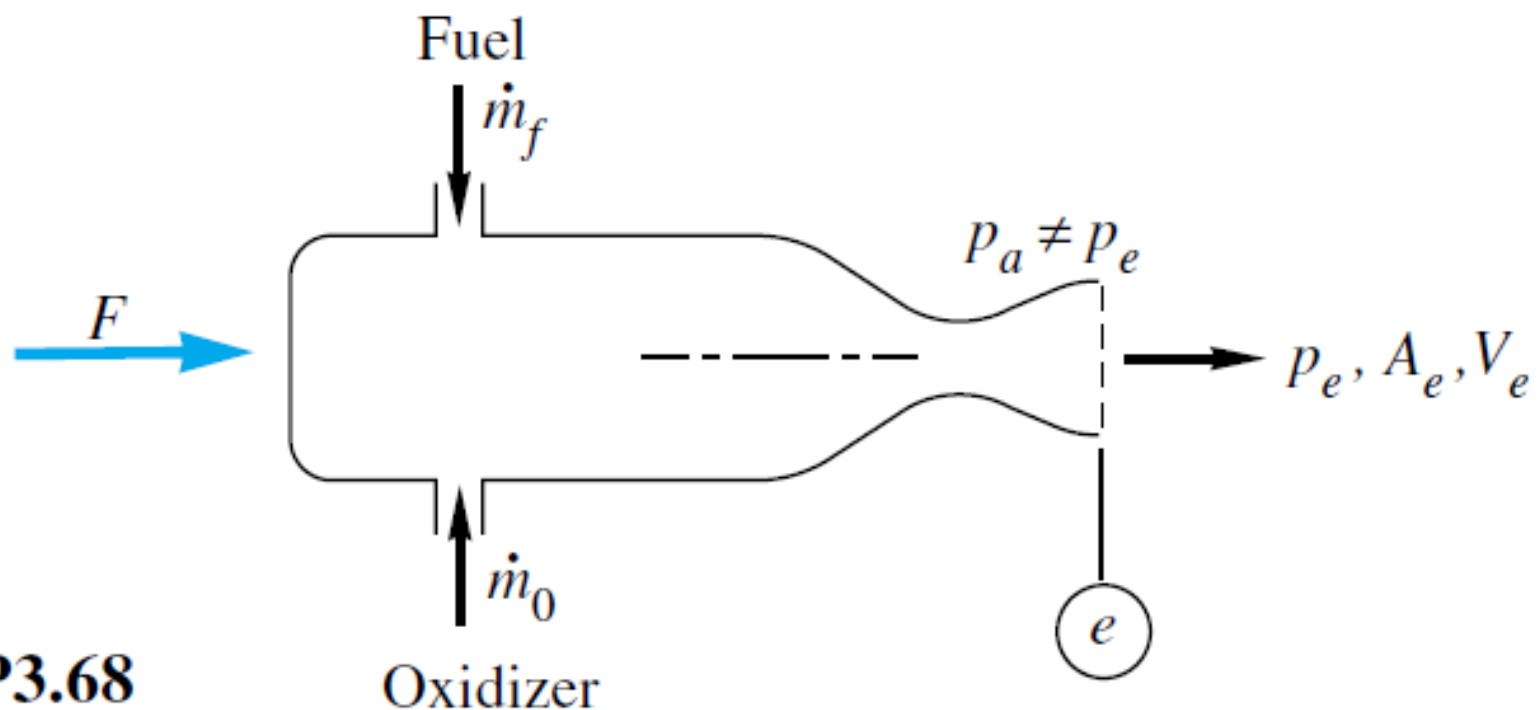 Fuel
ṁ_f
p_a ≠ p_e
F
p_e, A_e, V_e
ṁ_0
e
P3.68
Oxidizer